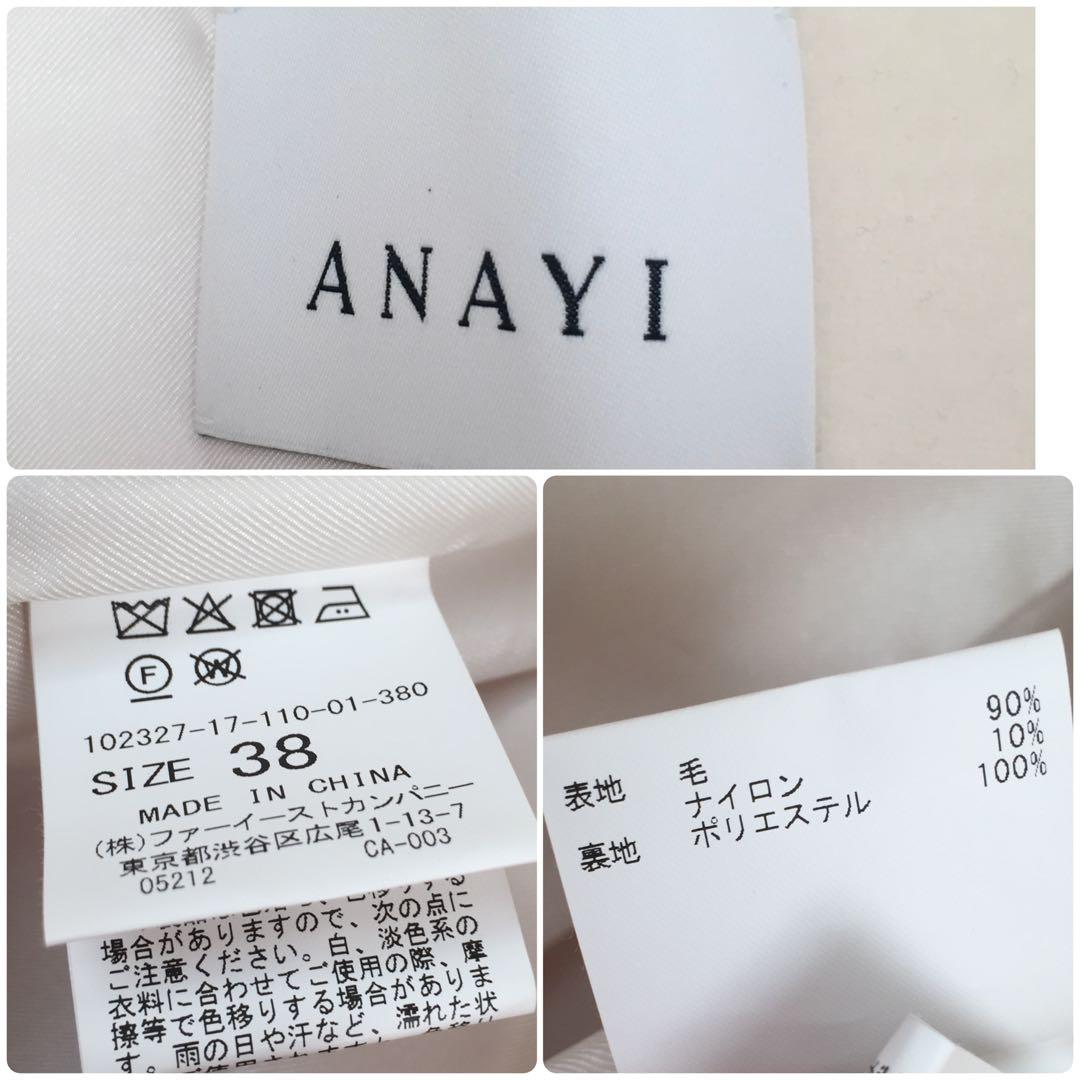 ANAYI
F
W
102327-17-110-01-380
SIZE 38
MADE IN CHINA
(株)ファーイーストカンパニー
東京都渋谷区広尾1-13-7
05212 CA-003
場合がありますので、次の点に
ご注意ください。白、淡色系の
衣料に合わせてご使用の際、摩
擦等で色移りする場合がありま
す。雨の日や汗など、濡れた状
表地 毛 90%
ナイロン 10%
裏地 ポリエステル 100%